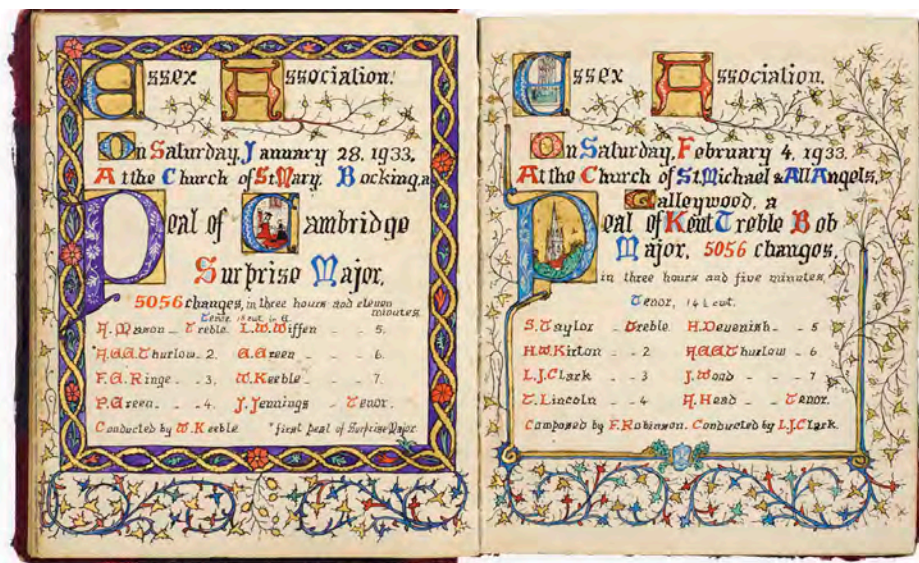 Essex Association.
On Saturday, January 28. 1933.
At the Church of St. Mary. Bocking, a
Peal of Cambridge
Surprise Major.
5056 changes, in three hours and eleven
minutes
Tenor 18 cwt. in
A. Mason _ Treble. L.W. Wiffen _ _ 5.
*A.G.G. Thurlow _ 2. G. Green _ _ _ 6.
F. G. Ringe _ _ 3. W. Keeble _ _ _ 7.
P. Green _ _ _ 4. J. Jennings _ Tenor.
Conducted by W. Keeble *first peal of Surprise Major.
Essex Association.
On Saturday, February 4. 1933.
At the Church of St. Michael & All Angels,
Galleywood, a
Peal of Kent Treble Bob
Major. 5056 changes.
in three hours and five minutes.
Tenor. 14 ½ cwt.
S. Taylor _ Treble H. Devenish _ _ 5
H.W. Kirton _ _ 2 A.G.G. Thurlow _ 6
L.J. Clark _ _ 3 J. Wood _ _ _ 7
T. Lincoln _ _ 4 A. Head _ _ Tenor.
Composed by F. Robinson. Conducted by L.J. Clark.